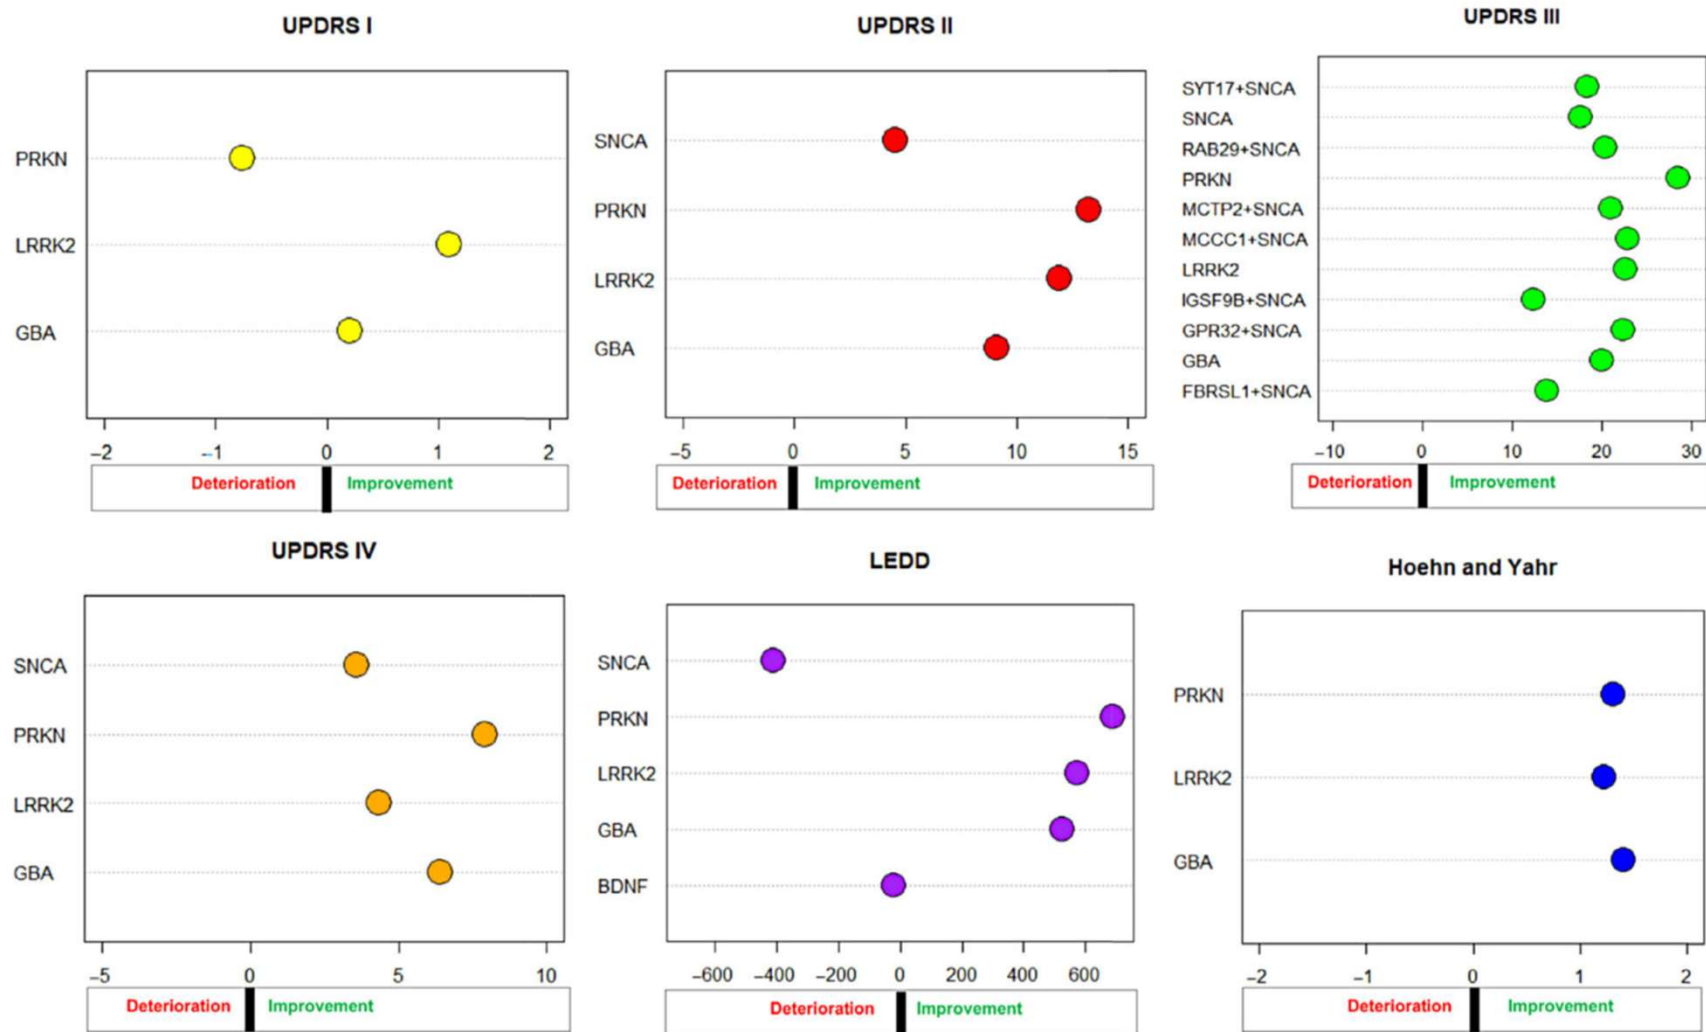 UPDRS I
PRKN
LRRK2
GBA
−2 −1 0 1 2
Deterioration Improvement
UPDRS II
SNCA
PRKN
LRRK2
GBA
−5 0 5 10 15
Deterioration Improvement
UPDRS III
SYT17+SNCA
SNCA
RAB29+SNCA
PRKN
MCTP2+SNCA
MCCC1+SNCA
LRRK2
IGSF9B+SNCA
GPR32+SNCA
GBA
FBRSL1+SNCA
−10 0 10 20 30
Deterioration Improvement
UPDRS IV
SNCA
PRKN
LRRK2
GBA
−5 0 5 10
Deterioration Improvement
LEDD
SNCA
PRKN
LRRK2
GBA
BDNF
−600 −400 −200 0 200 400 600
Deterioration Improvement
Hoehn and Yahr
PRKN
LRRK2
GBA
−2 −1 0 1 2
Deterioration Improvement